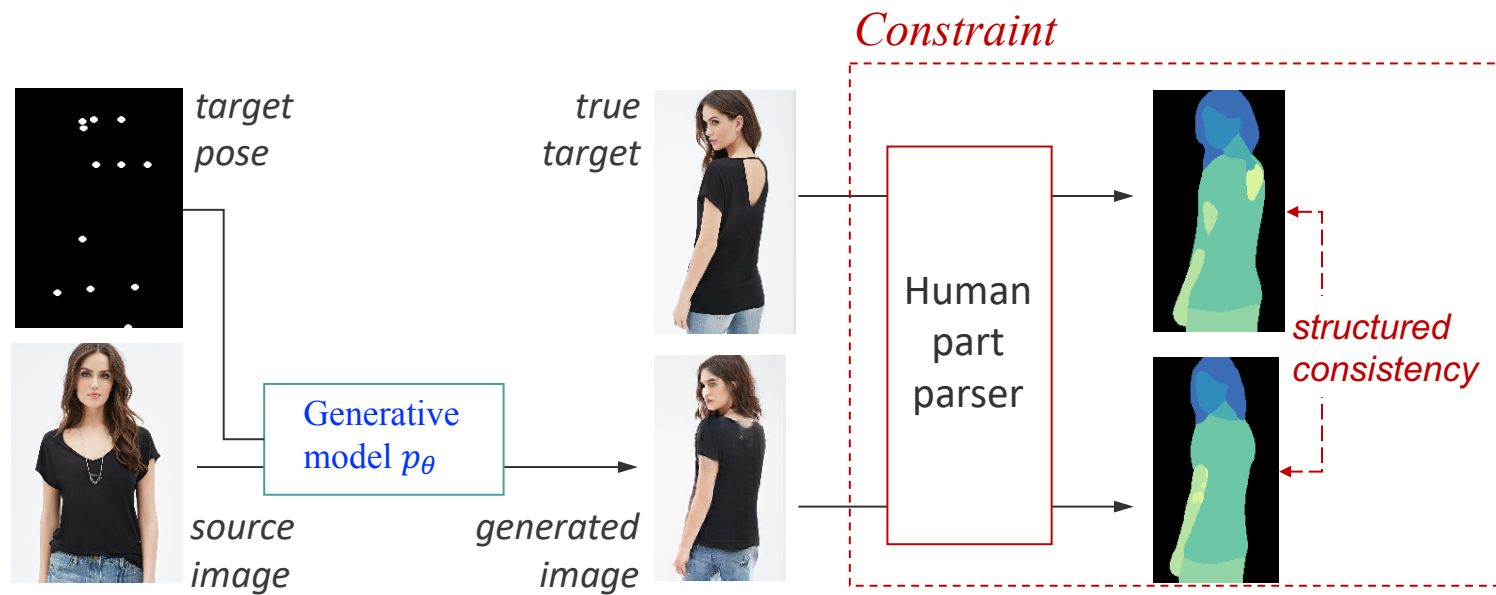 Constraint
target
pose
true
target
Human
part
parser
structured
consistency
Generative
model pθ
source
image
generated
image